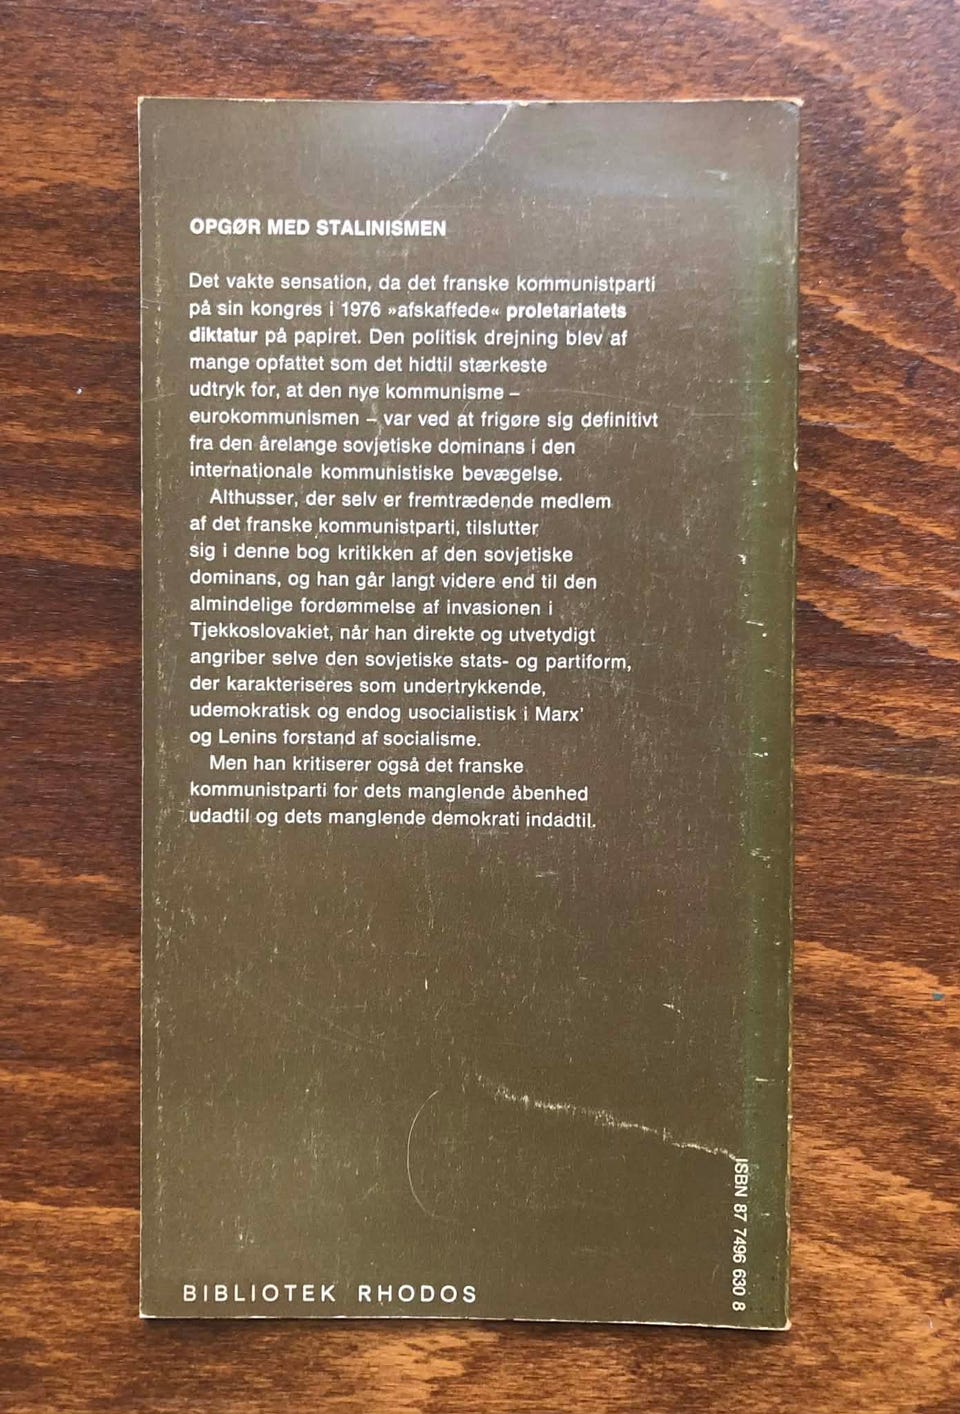 OPGØR MED STALINISMEN
Det vakte sensation, da det franske kommunistparti
på sin kongres i 1976 »afskaffede« proletariatets
diktatur på papiret. Den politisk drejning blev af
mange opfattet som det hidtil stærkeste
udtryk for, at den nye kommunisme –
eurokommunismen – var ved at frigøre sig definitivt
fra den årelange sovjetiske dominans i den
internationale kommunistiske bevægelse.
Althusser, der selv er fremtrædende medlem
af det franske kommunistparti, tilslutter
sig i denne bog kritikken af den sovjetiske
dominans, og han går langt videre end til den
almindelige fordømmelse af invasionen i
Tjekkoslovakiet, når han direkte og utvetydigt
angriber selve den sovjetiske stats- og partiform,
der karakteriseres som undertrykkende,
udemokratisk og endog usocialistisk i Marx'
og Lenins forstand af socialisme.
Men han kritiserer også det franske
kommunistparti for dets manglende åbenhed
udadtil og dets manglende demokrati indadtil.
BIBLIOTEK RHODOS
ISBN 87 7496 630 8